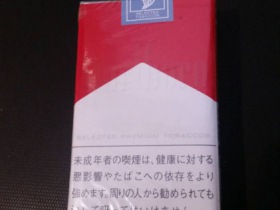 SELECTED PREMIUM TOBACCOS
未成年者の喫煙は、健康に対する
悪影響やたばこへの依存をより
強めます。周りの人から勧められても